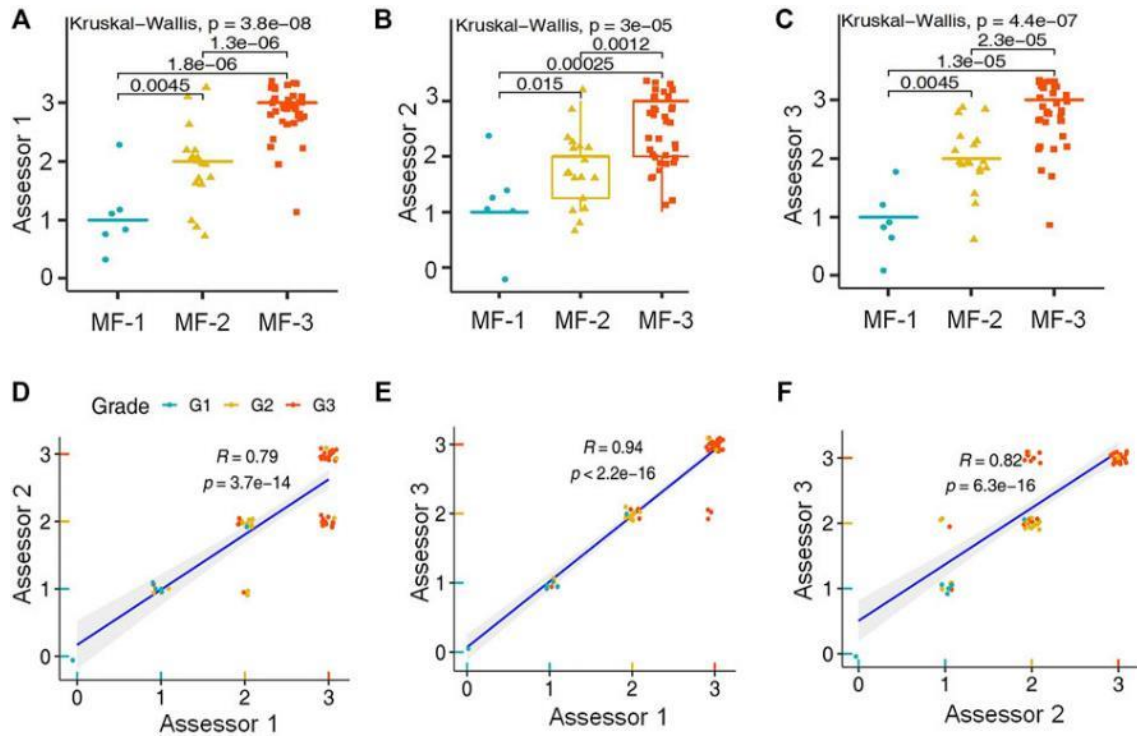 A
Kruskal-Wallis, p = 3.8e-08
1.3e-06
1.8e-06
0.0045
Assessor 1
3
2
1
0
MF-1 MF-2 MF-3
B
Kruskal-Wallis, p = 3e-05
0.0012
0.00025
0.015
Assessor 2
3
2
1
0
MF-1 MF-2 MF-3
C
Kruskal-Wallis, p = 4.4e-07
2.3e-05
1.3e-05
0.0045
Assessor 3
3
2
1
0
MF-1 MF-2 MF-3
D
Grade G1 G2 G3
R = 0.79
p = 3.7e-14
Assessor 2
3
2
1
0
0 1 2 3
Assessor 1
E
R = 0.94
p < 2.2e-16
Assessor 3
3
2
1
0
0 1 2 3
Assessor 1
F
R = 0.82
p = 6.3e-16
Assessor 3
3
2
1
0
0 1 2 3
Assessor 2